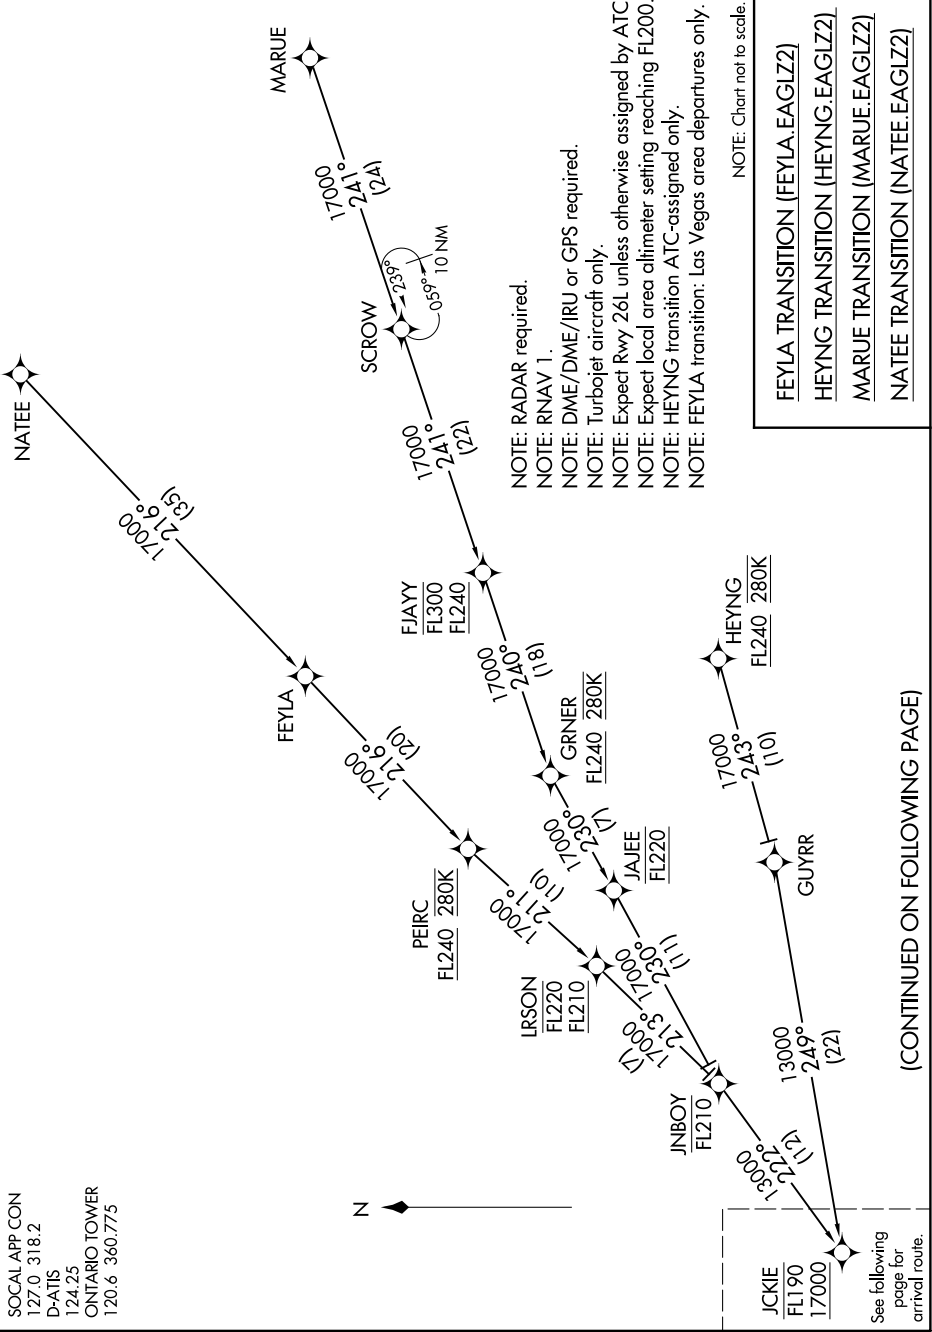 SOCAL APP CON
127.0 318.2
D-ATIS
124.25
ONTARIO TOWER
120.6 360.775
NATEE
17000
216°
(35)
FEYLA
17000
216°
(20)
PEIRC
FL240 280K
17000
211°
(10)
LRSON
FL220
FL210
17000
213°
(7)
MARUE
17000
241°
(24)
SCROW
239°
059°
10 NM
17000
241°
(22)
FJAYY
FL300
FL240
17000
240°
(18)
GRNER
FL240 280K
17000
230°
(7)
JAJEE
FL220
17000
230°
(11)
JNBOY
FL210
13000
222°
(12)
HEYNG
FL240 280K
17000
243°
(10)
GUYRR
13000
249°
(22)
JCKIE
FL190
17000
See following
page for
arrival route.
N
NOTE: RADAR required.
NOTE: RNAV 1.
NOTE: DME/DME/IRU or GPS required.
NOTE: Turbojet aircraft only.
NOTE: Expect Rwy 26L unless otherwise assigned by ATC
NOTE: Expect local area altimeter setting reaching FL200.
NOTE: HEYNG transition ATC-assigned only.
NOTE: FEYLA transition: Las Vegas area departures only.
NOTE: Chart not to scale.
FEYLA TRANSITION (FEYLA.EAGLZ2)
HEYNG TRANSITION (HEYNG.EAGLZ2)
MARUE TRANSITION (MARUE.EAGLZ2)
NATEE TRANSITION (NATEE.EAGLZ2)
(CONTINUED ON FOLLOWING PAGE)